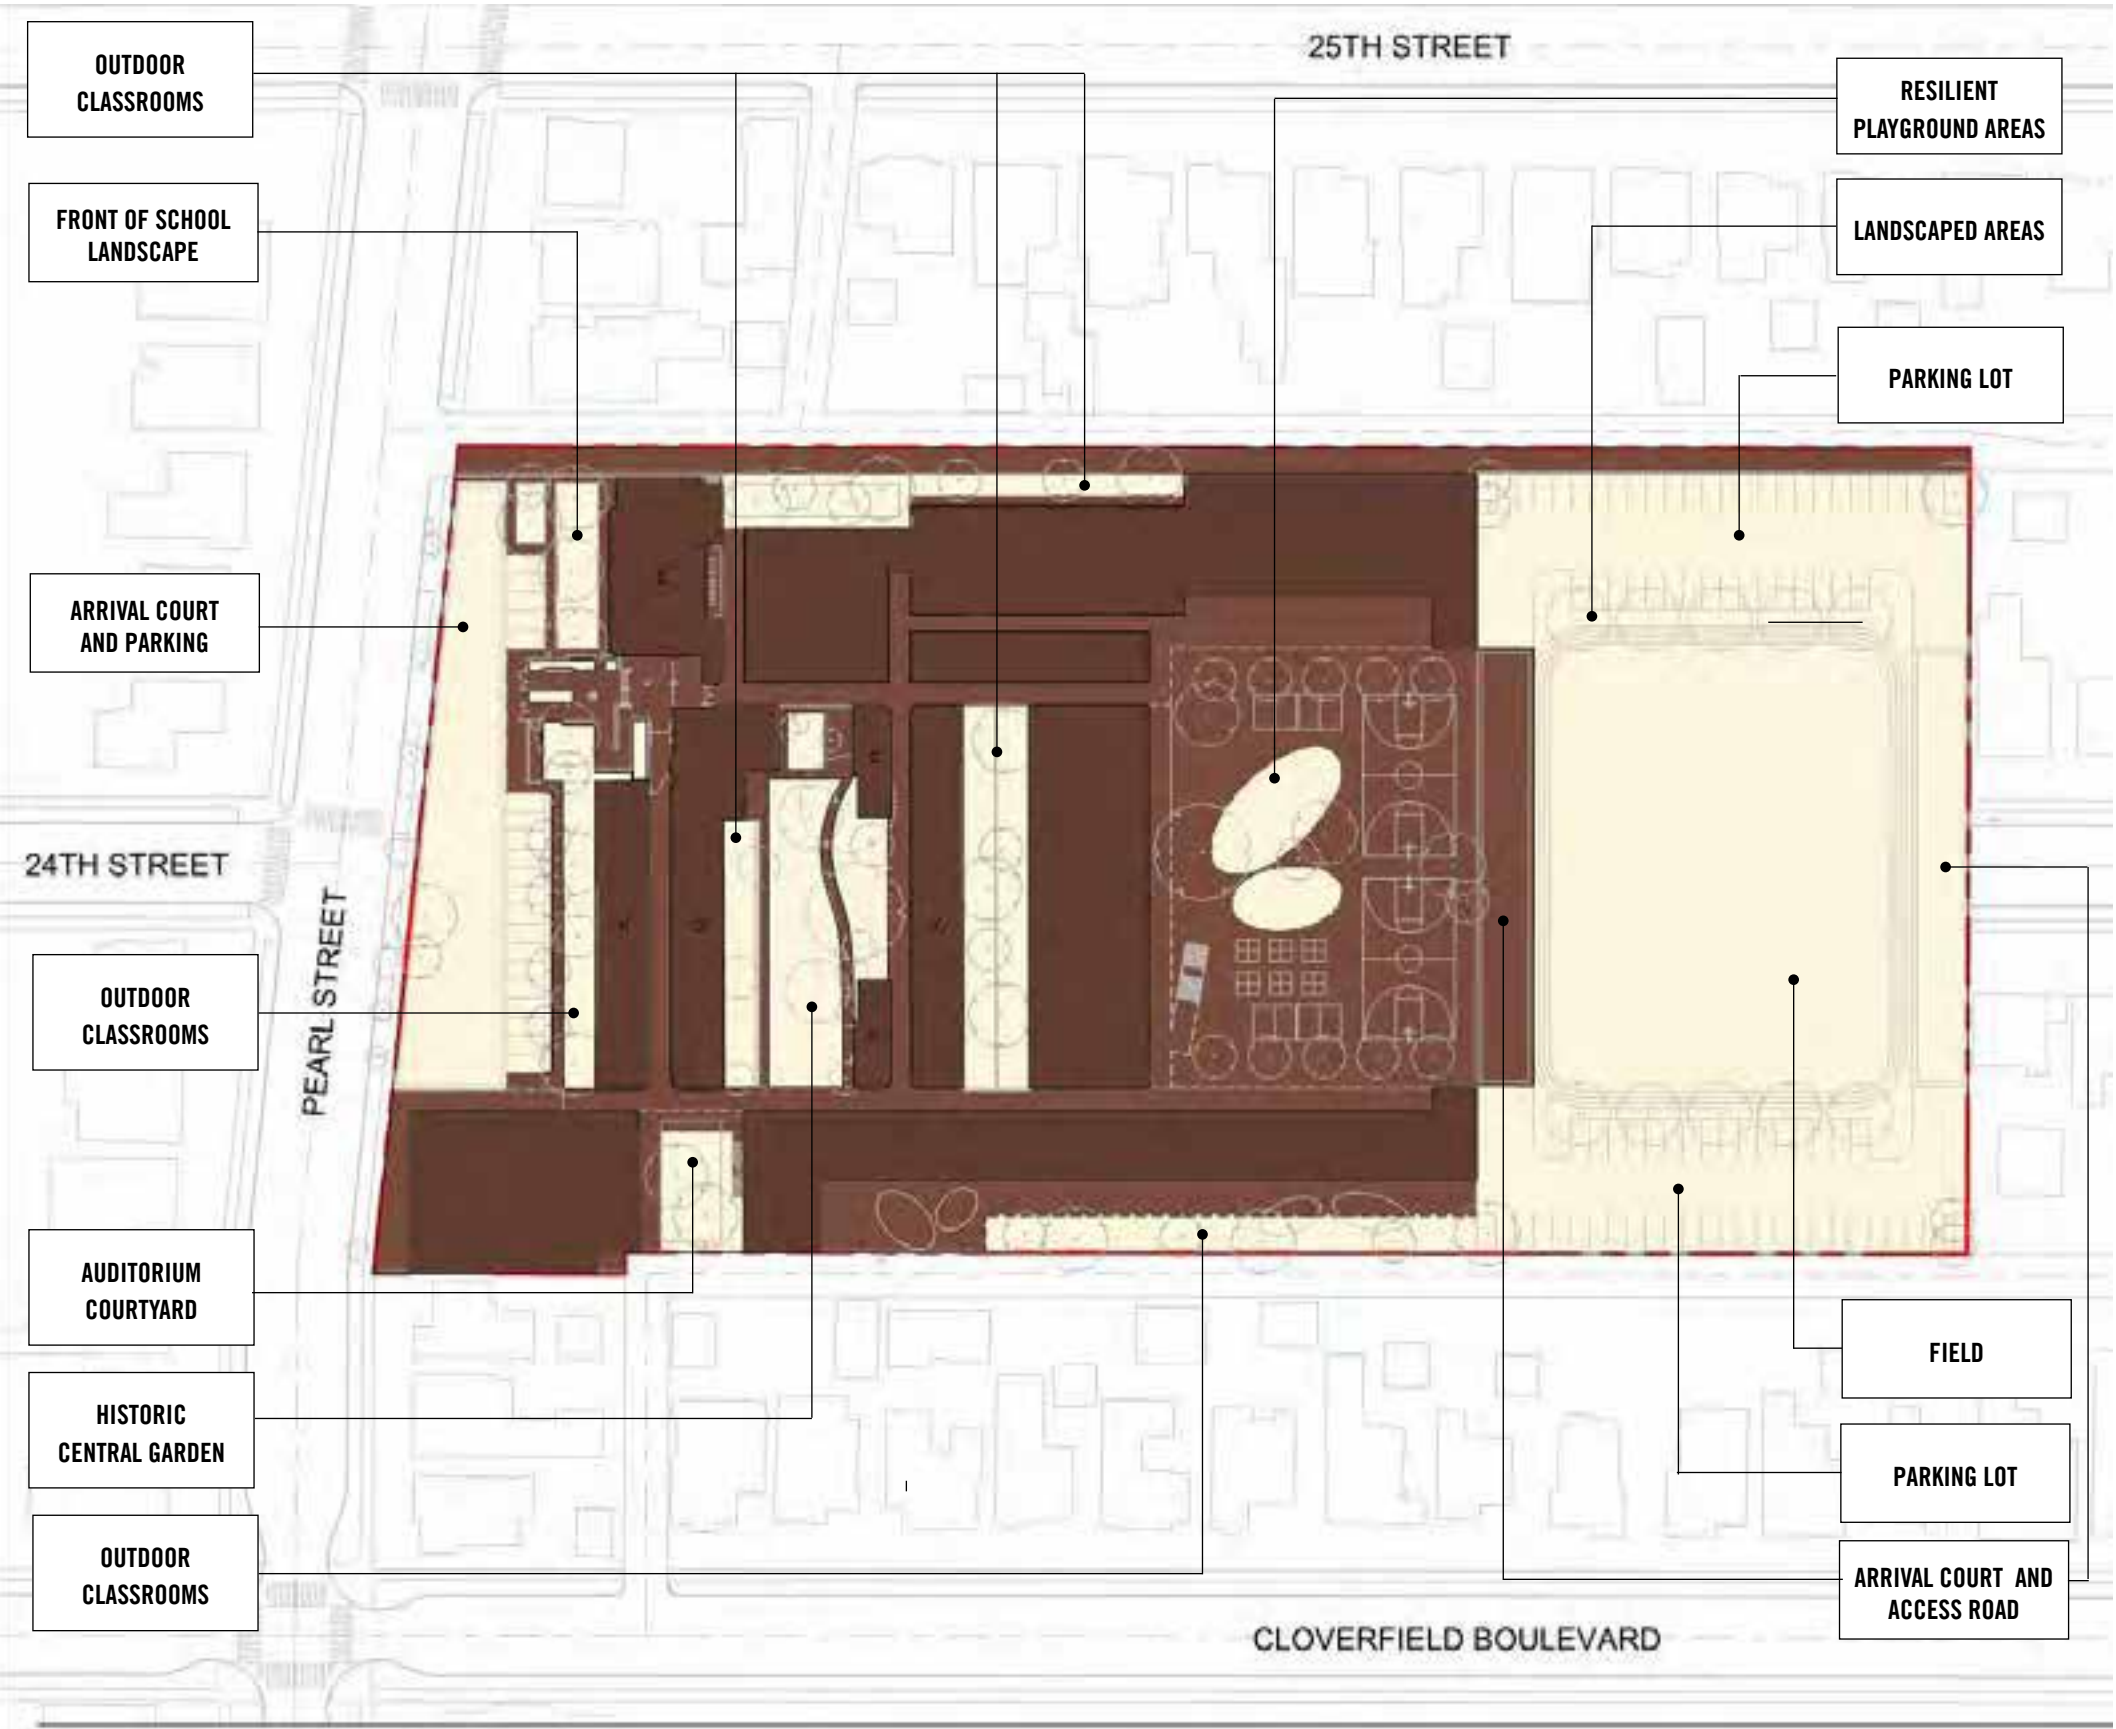 25TH STREET
OUTDOOR
CLASSROOMS
RESILIENT
PLAYGROUND AREAS
FRONT OF SCHOOL
LANDSCAPE
LANDSCAPED AREAS
PARKING LOT
ARRIVAL COURT
AND PARKING
24TH STREET
PEARL STREET
OUTDOOR
CLASSROOMS
AUDITORIUM
COURTYARD
FIELD
HISTORIC
CENTRAL GARDEN
PARKING LOT
OUTDOOR
CLASSROOMS
ARRIVAL COURT AND
ACCESS ROAD
CLOVERFIELD BOULEVARD